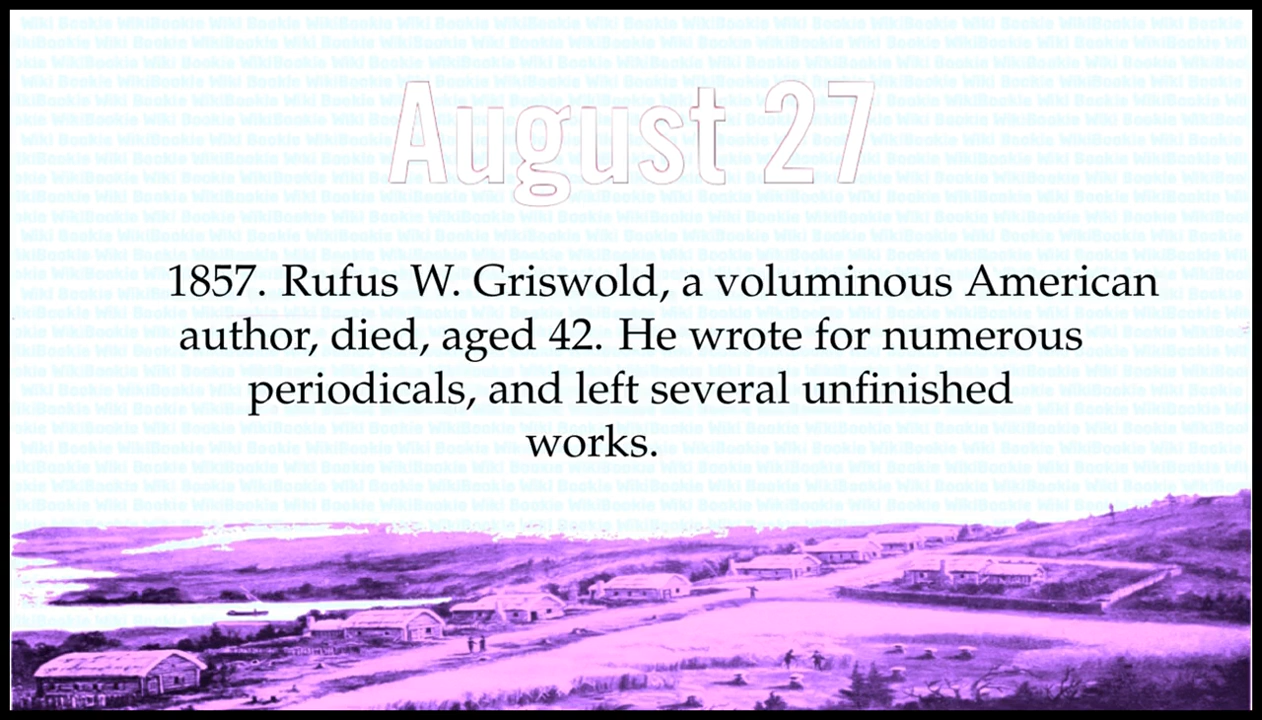 August 27
1857. Rufus W. Griswold, a voluminous American
author, died, aged 42. He wrote for numerous
periodicals, and left several unfinished
works.